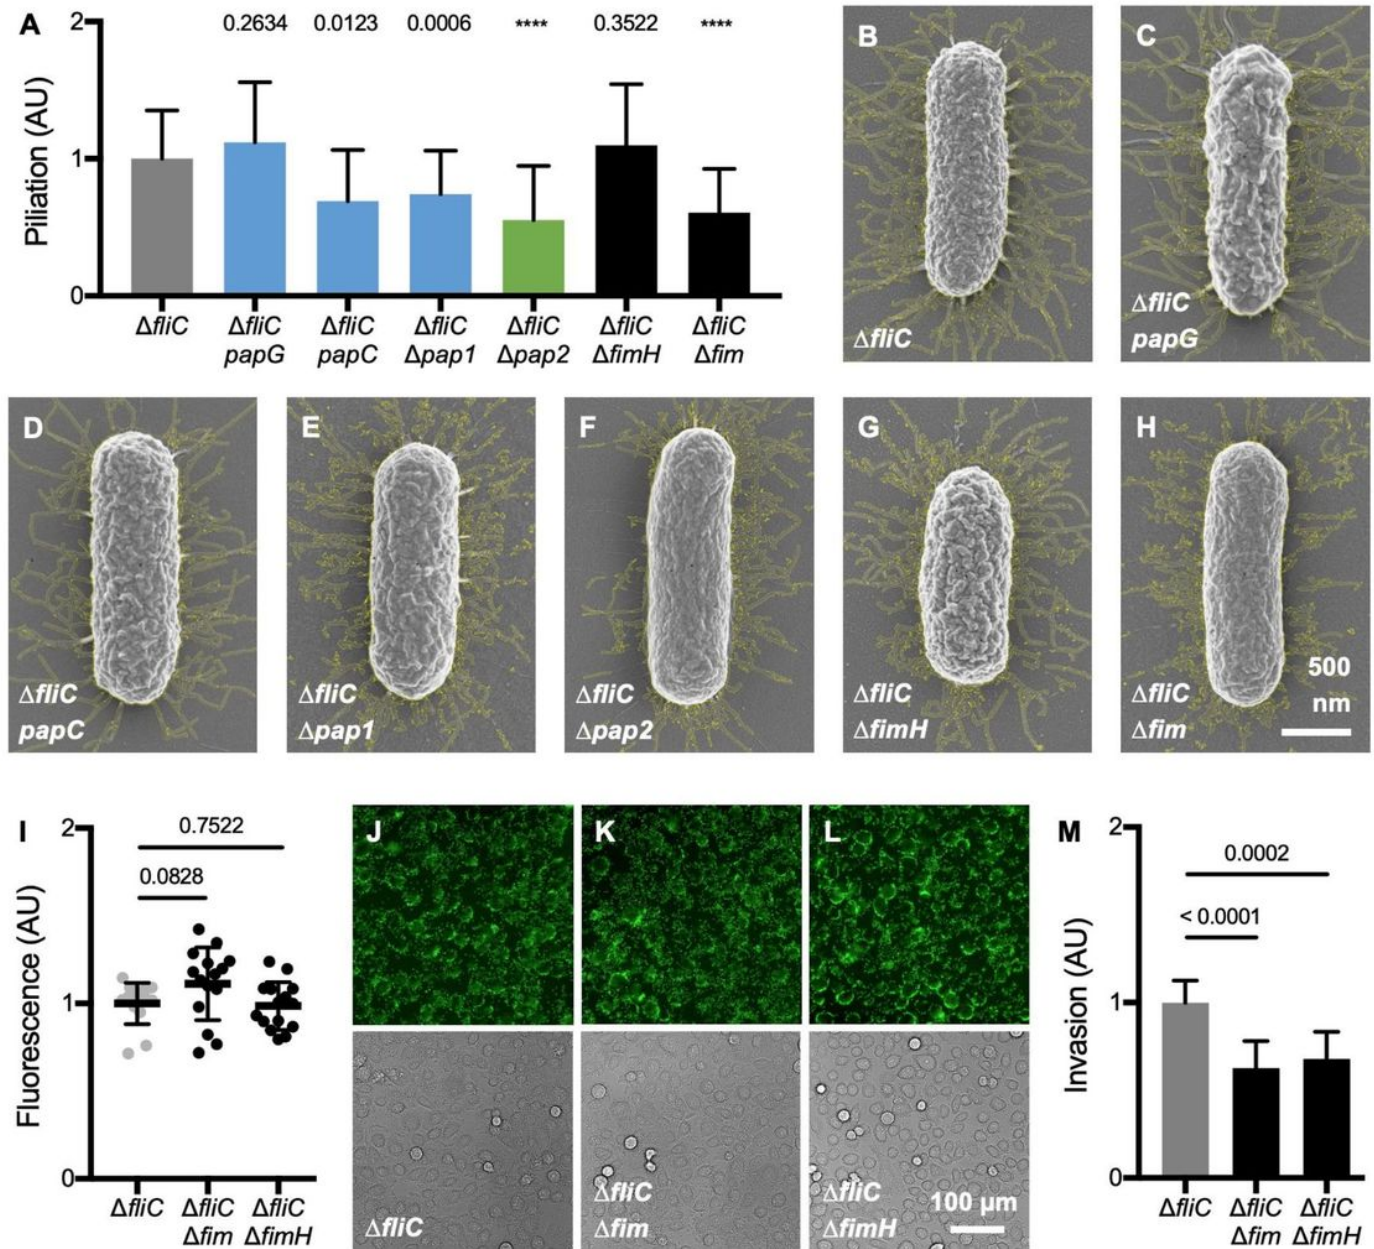 A
2
1
0
Piliation (AU)
0.2634 0.0123 0.0006 **** 0.3522 ****
ΔfliC ΔfliC ΔfliC ΔfliC ΔfliC ΔfliC ΔfliC
papG papC Δpap1 Δpap2 ΔfimH Δfim
B
ΔfliC
C
ΔfliC
papG
D
ΔfliC
papC
E
ΔfliC
Δpap1
F
ΔfliC
Δpap2
G
ΔfliC
ΔfimH
H
ΔfliC
Δfim
500
nm
I
2
1
0
Fluorescence (AU)
0.7522
0.0828
ΔfliC ΔfliC ΔfliC
Δfim ΔfimH
J
ΔfliC
K
ΔfliC
Δfim
L
ΔfliC
ΔfimH
100 µm
M
2
1
0
Invasion (AU)
0.0002
< 0.0001
ΔfliC ΔfliC ΔfliC
Δfim ΔfimH